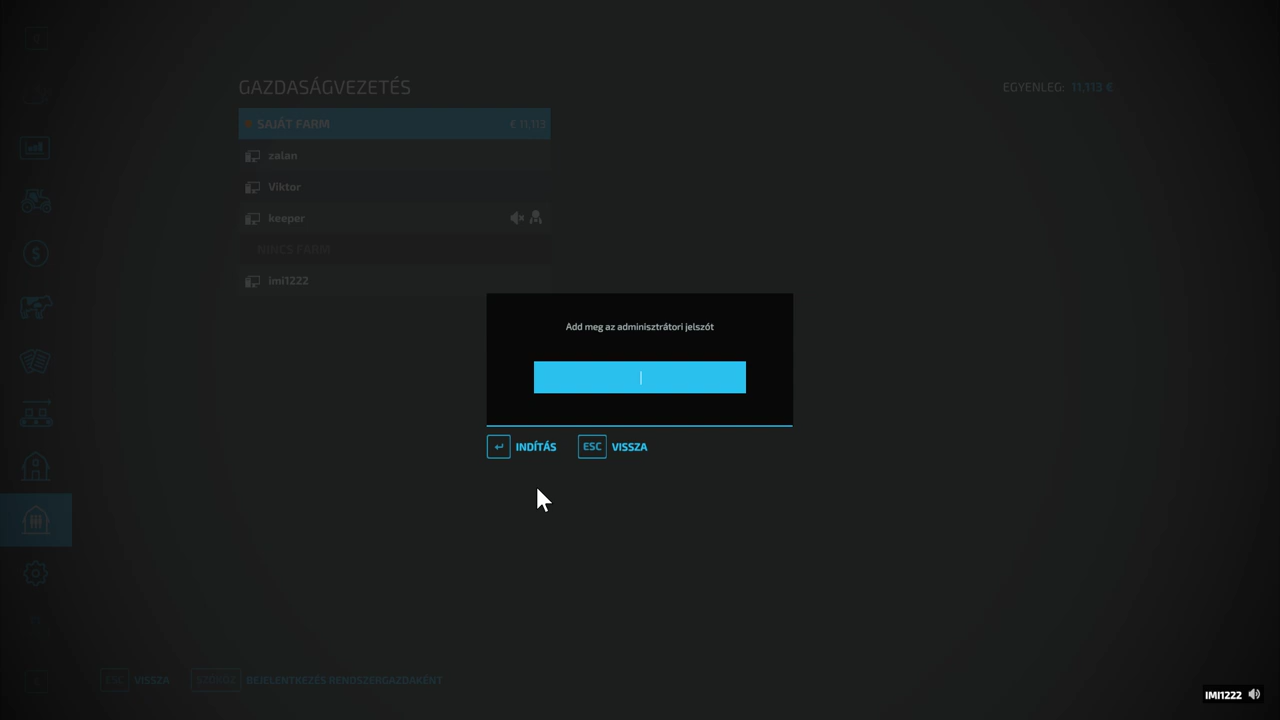 GAZDASÁGVEZETÉS
EGYENLEG: 11,113 €
SAJÁT FARM € 11,113
zalan
Viktor
keeper
NINCS FARM
imi1222
Add meg az adminisztrátori jelszót
INDÍTÁS ESC VISSZA
ESC VISSZA BEJELENTKEZÉS RENDSZERGAZDAKÉNT
IMI1222